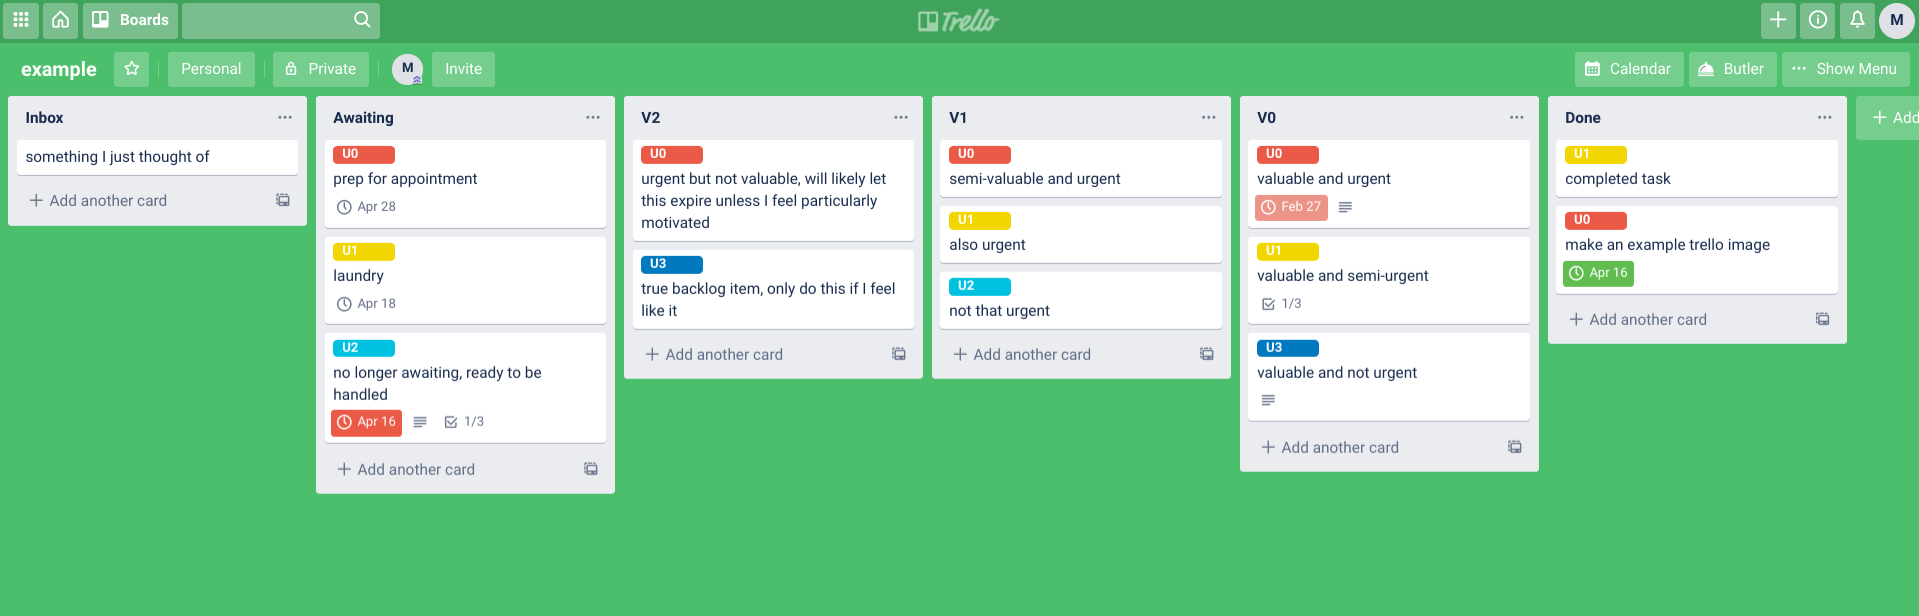 Boards
Trello
M
example
Personal
Private
M
Invite
Calendar
Butler
Show Menu
Inbox
something I just thought of
Add another card
Awaiting
U0
prep for appointment
Apr 28
U1
laundry
Apr 18
U2
no longer awaiting, ready to be
handled
Apr 16
1/3
Add another card
V2
U0
urgent but not valuable, will likely let
this expire unless I feel particularly
motivated
U3
true backlog item, only do this if I feel
like it
Add another card
V1
U0
semi-valuable and urgent
U1
also urgent
U2
not that urgent
Add another card
V0
U0
valuable and urgent
Feb 27
U1
valuable and semi-urgent
1/3
U3
valuable and not urgent
Add another card
Done
U1
completed task
U0
make an example trello image
Apr 16
Add another card
Add